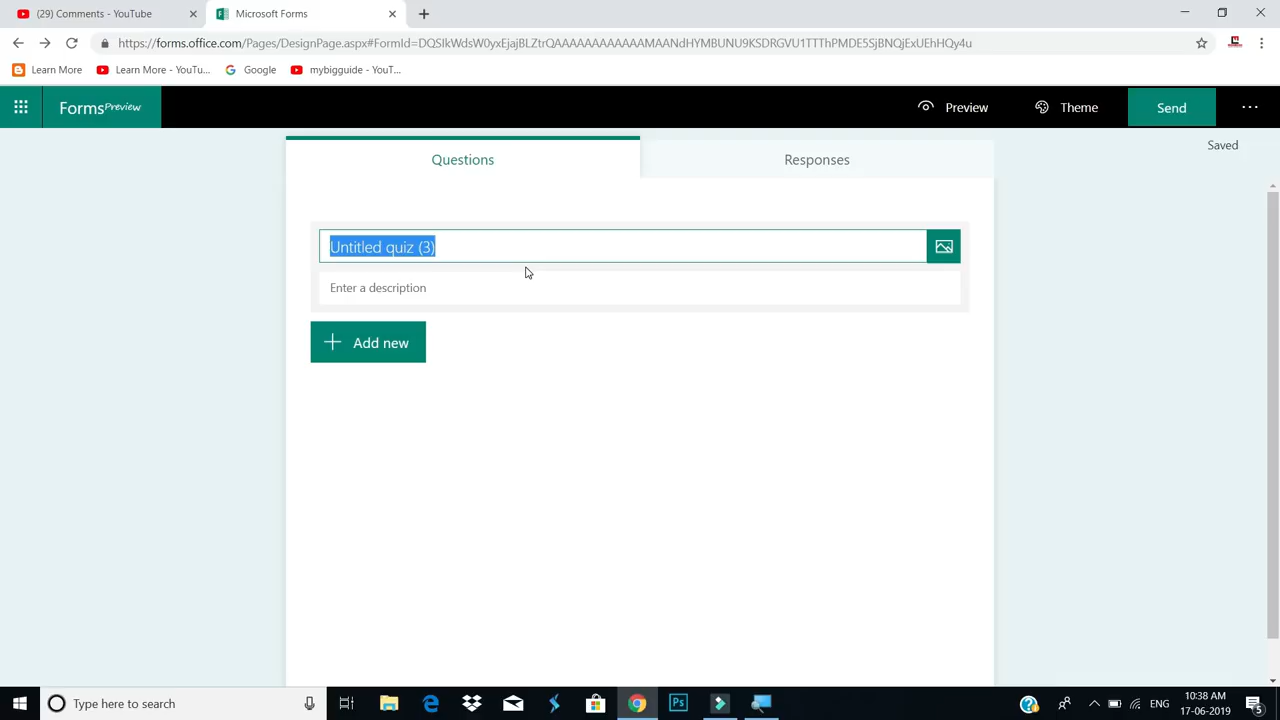 (29) Comments - YouTube
Microsoft Forms
https://forms.office.com/Pages/DesignPage.aspx#FormId=DQSIkWdsW0yxEjajBLZtrQAAAAAAAAAAAAMAANdHYMBUNU9KSDRGVU1TTThPMDE5SjBNQjExUEhHQy4u
Learn More
Learn More - YouTu...
Google
mybigguide - YouT...
Forms Preview
Preview
Theme
Send
Saved
Questions
Responses
Untitled quiz (3)
Enter a description
Add new
Type here to search
Ps
ENG
10:38 AM
17-06-2019
5